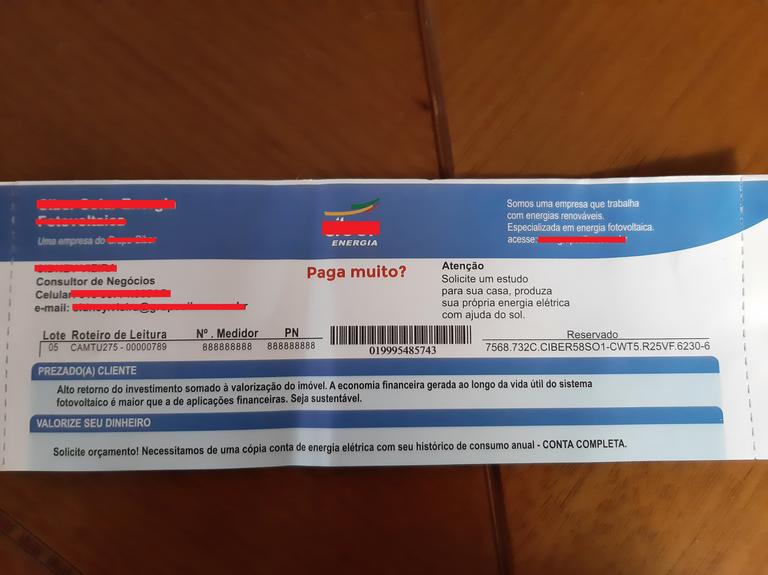 Uma empresa do
ENERGIA
Somos uma empresa que trabalha
com energias renováveis.
Especializada em energia fotovoltaica.
acesse:
Consultor de Negócios
Celular
e-mail:
Paga muito?
Atenção
Solicite um estudo
para sua casa, produza
sua própria energia elétrica
com ajuda do sol.
Lote Roteiro de Leitura Nº . Medidor PN
05 CAMTU275 - 00000789 888888888 888888888
019995485743
Reservado
7568.732C.CIBER58SO1-CWT5.R25VF.6230-6
PREZADO(A) CLIENTE
Alto retorno do investimento somado à valorização do imóvel. A economia financeira gerada ao longo da vida útil do sistema
fotovoltaico é maior que a de aplicações financeiras. Seja sustentável.
VALORIZE SEU DINHEIRO
Solicite orçamento! Necessitamos de uma cópia conta de energia elétrica com seu histórico de consumo anual - CONTA COMPLETA.